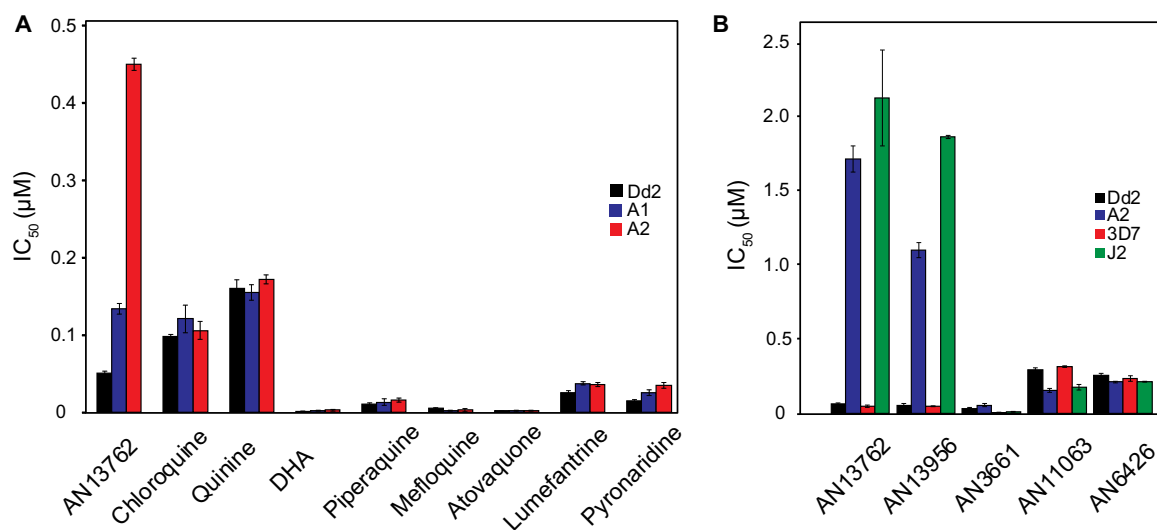 A
IC50 (µM)
0.5
0.4
0.3
0.2
0.1
0
Dd2
A1
A2
AN13762
Chloroquine
Quinine
DHA
Piperaquine
Mefloquine
Atovaquone
Lumefantrine
Pyronaridine
B
IC50 (µM)
2.5
2.0
1.5
1.0
0.5
0
Dd2
A2
3D7
J2
AN13762
AN13956
AN3661
AN11063
AN6426